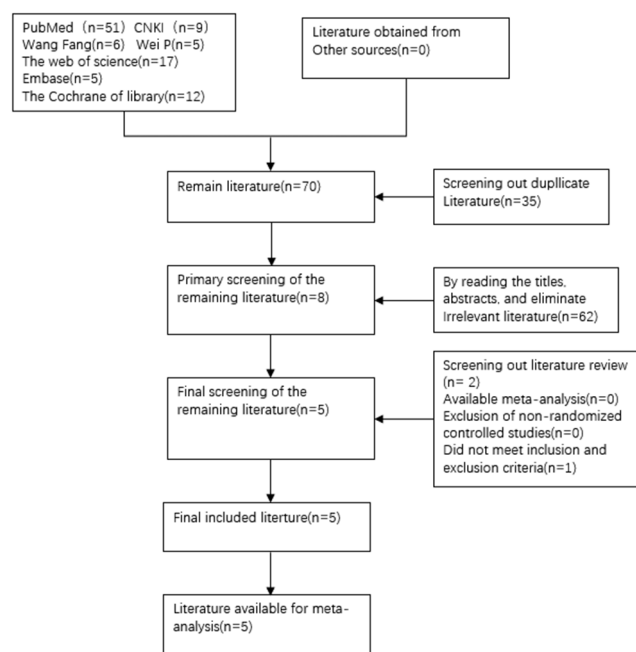 PubMed（n=51）CNKI（n=9）
Wang Fang(n=6) Wei P(n=5)
The web of science(n=17)
Embase(n=5)
The Cochrane of library(n=12)
Literature obtained from
Other sources(n=0)
Remain literature(n=70)
Screening out dupllicate
Literature(n=35)
Primary screening of the
remaining literature(n=8)
By reading the titles,
abstracts, and eliminate
Irrelevant literature(n=62)
Final screening of the
remaining literature(n=5)
Screening out literature review
(n= 2)
Available meta-analysis(n=0)
Exclusion of non-randomized
controlled studies(n=0)
Did not meet inclusion and
exclusion criteria(n=1)
Final included literture(n=5)
Literature available for meta-
analysis(n=5)